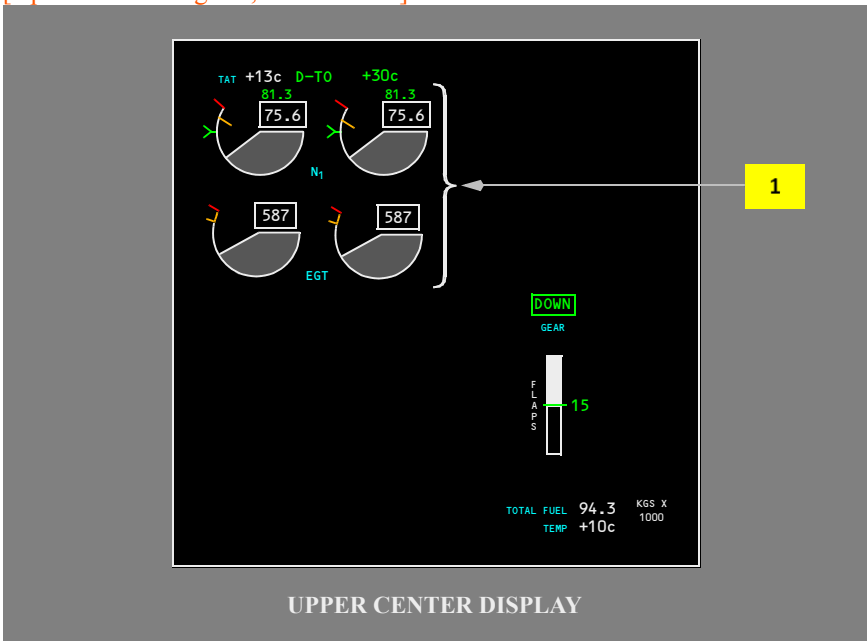 TAT +13c D-TO +30c
81.3 81.3
75.6 75.6
N1
587 587
EGT
1
DOWN
GEAR
FLAPS
15
TOTAL FUEL 94.3 KGS X
1000
TEMP +10c
UPPER CENTER DISPLAY